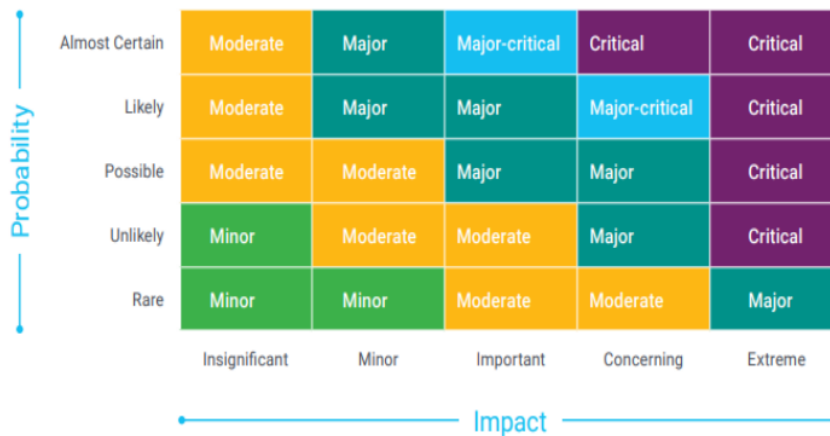 Probability
Almost Certain Moderate Major Major-critical Critical Critical
Likely Moderate Major Major Major-critical Critical
Possible Moderate Moderate Major Major Critical
Unlikely Minor Moderate Moderate Major Critical
Rare Minor Minor Moderate Moderate Major
Insignificant Minor Important Concerning Extreme
Impact